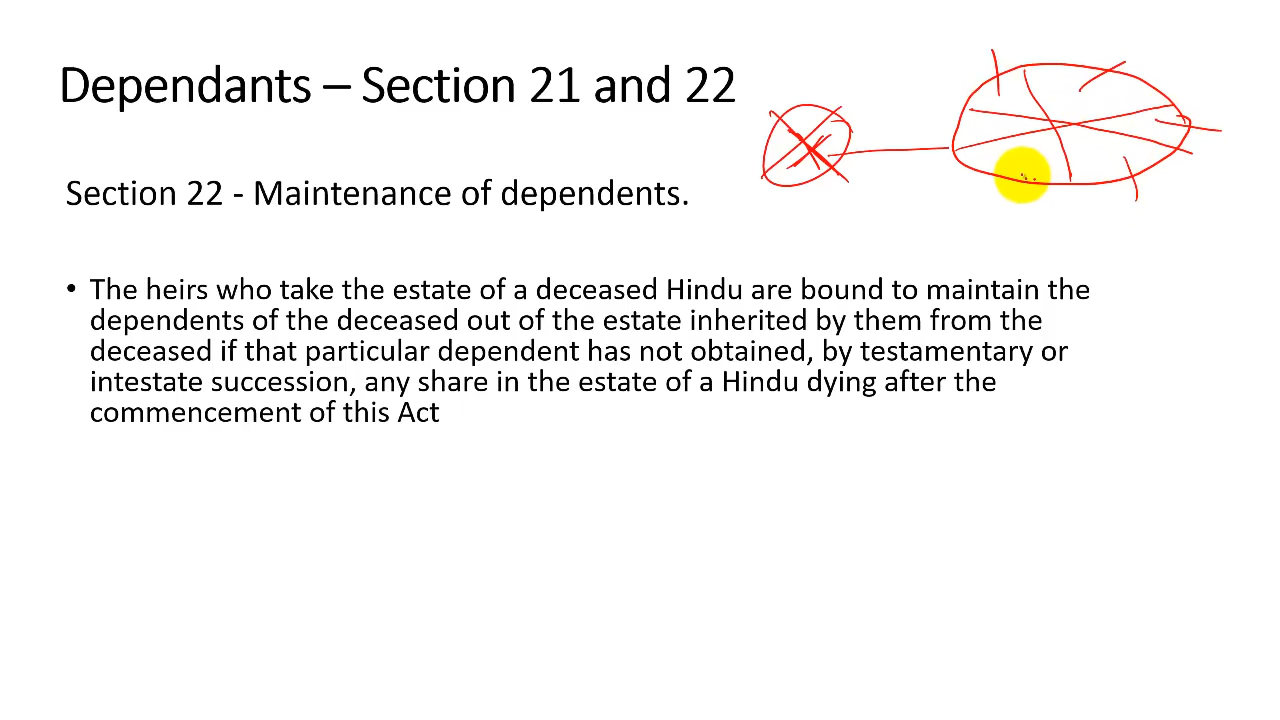 Dependants – Section 21 and 22
Section 22 - Maintenance of dependents.
• The heirs who take the estate of a deceased Hindu are bound to maintain the
dependents of the deceased out of the estate inherited by them from the
deceased if that particular dependent has not obtained, by testamentary or
intestate succession, any share in the estate of a Hindu dying after the
commencement of this Act